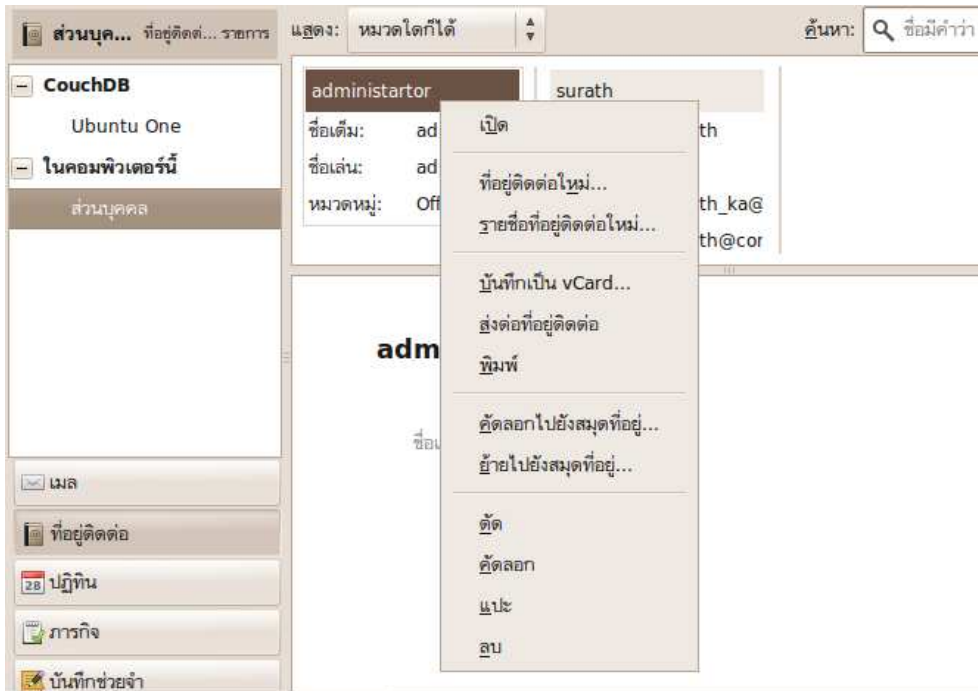 ส่วนบุค... ที่อยู่ติดต่... รายการ
แสดง: หมวดใดก็ได้
ค้นหา: ชื่อมีคำว่า
CouchDB
Ubuntu One
ในคอมพิวเตอร์นี้
ส่วนบุคคล
administartor
ชื่อเต็ม: ad
ชื่อเล่น: ad
หมวดหมู่: Off
surath
th
th_ka@
th@cor
เปิด
ที่อยู่ติดต่อใหม่...
รายชื่อที่อยู่ติดต่อใหม่...
บันทึกเป็น vCard...
ส่งต่อที่อยู่ติดต่อ
พิมพ์
คัดลอกไปยังสมุดที่อยู่...
ย้ายไปยังสมุดที่อยู่...
ตัด
คัดลอก
แปะ
ลบ
adm
เมล
ที่อยู่ติดต่อ
28 ปฏิทิน
ภารกิจ
บันทึกช่วยจำ